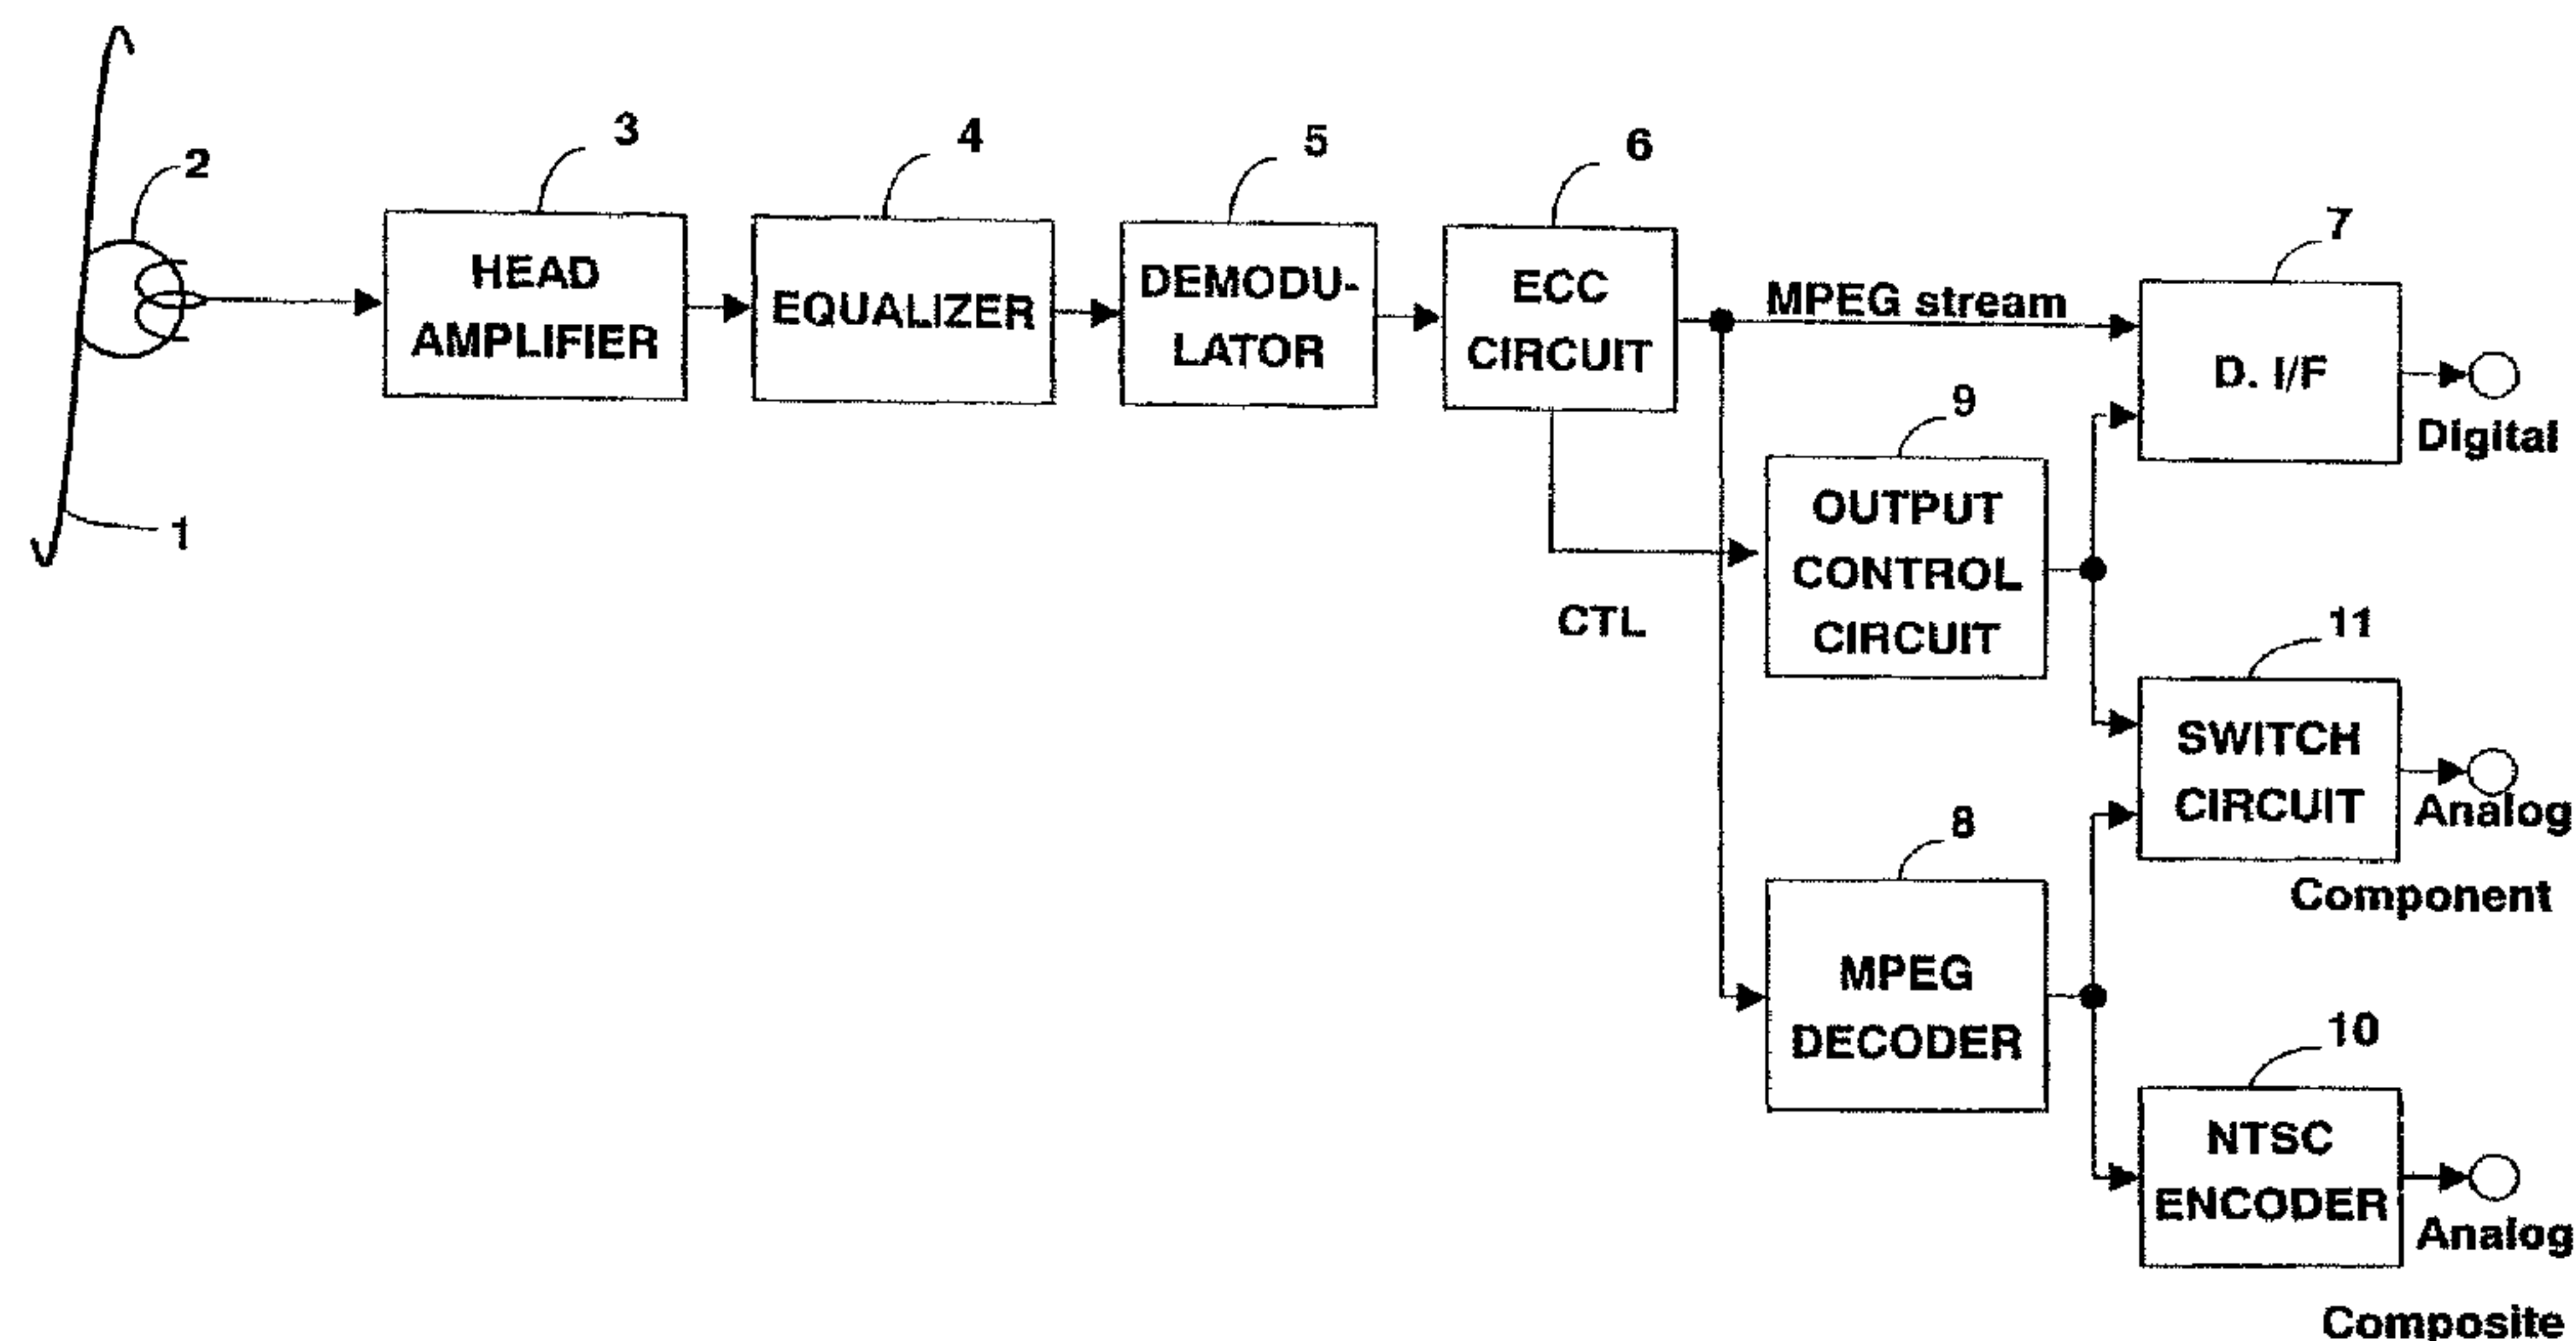 1
2
3
HEAD
AMPLIFIER
4
EQUALIZER
5
DEMODU-
LATOR
6
ECC
CIRCUIT
MPEG stream
7
D. I/F
Digital
CTL
9
OUTPUT
CONTROL
CIRCUIT
11
SWITCH
CIRCUIT
Analog
Component
8
MPEG
DECODER
10
NTSC
ENCODER
Analog
Composite